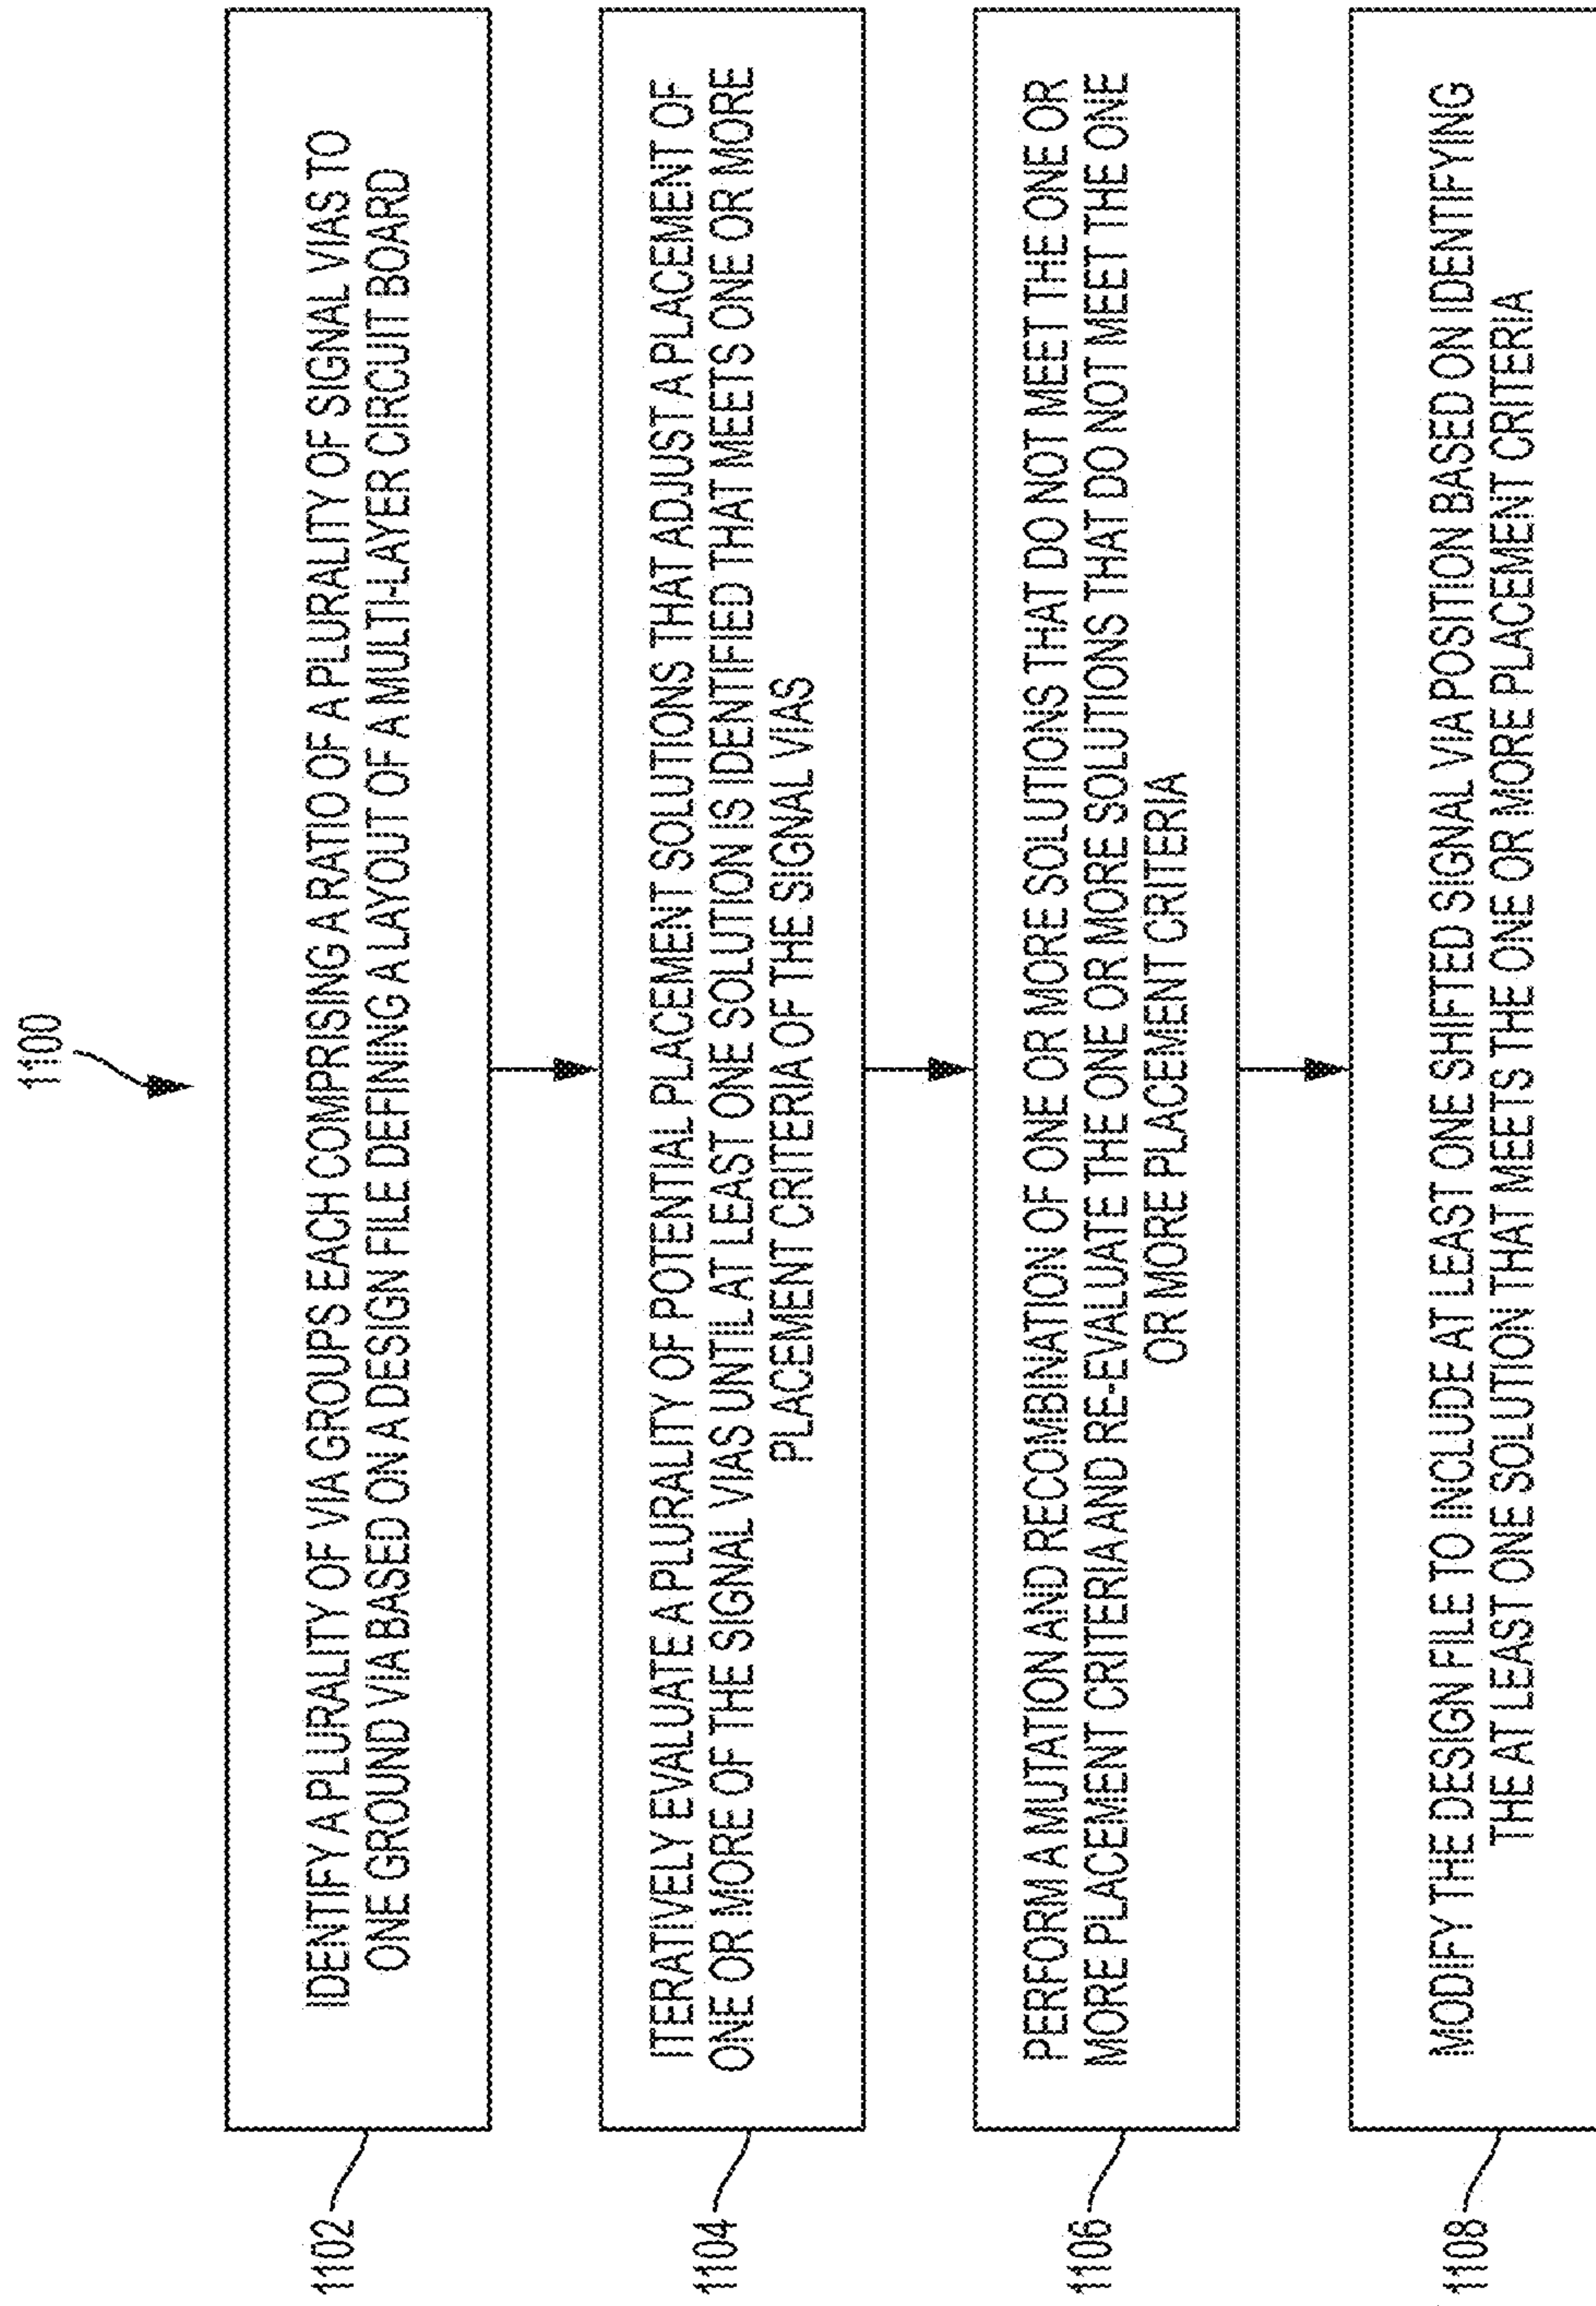 1100
1102
IDENTIFY A PLURALITY OF VIA GROUPS EACH COMPRISING A RATIO OF A PLURALITY OF SIGNAL VIAS TO
ONE GROUND VIA BASED ON A DESIGN FILE DEFINING A LAYOUT OF A MULTI-LAYER CIRCUIT BOARD
1104
ITERATIVELY EVALUATE A PLURALITY OF POTENTIAL PLACEMENT SOLUTIONS THAT ADJUST A PLACEMENT OF
ONE OR MORE OF THE SIGNAL VIAS UNTIL AT LEAST ONE SOLUTION IS IDENTIFIED THAT MEETS ONE OR MORE
PLACEMENT CRITERIA OF THE SIGNAL VIAS
1106
PERFORM A MUTATION AND RECOMBINATION OF ONE OR MORE SOLUTIONS THAT DO NOT MEET THE ONE OR
MORE PLACEMENT CRITERIA AND RE-EVALUATE THE ONE OR MORE SOLUTIONS THAT DO NOT MEET THE ONE
OR MORE PLACEMENT CRITERIA
1108
MODIFY THE DESIGN FILE TO INCLUDE AT LEAST ONE SHIFTED SIGNAL VIA POSITION BASED ON IDENTIFYING
THE AT LEAST ONE SOLUTION THAT MEETS THE ONE OR MORE PLACEMENT CRITERIA